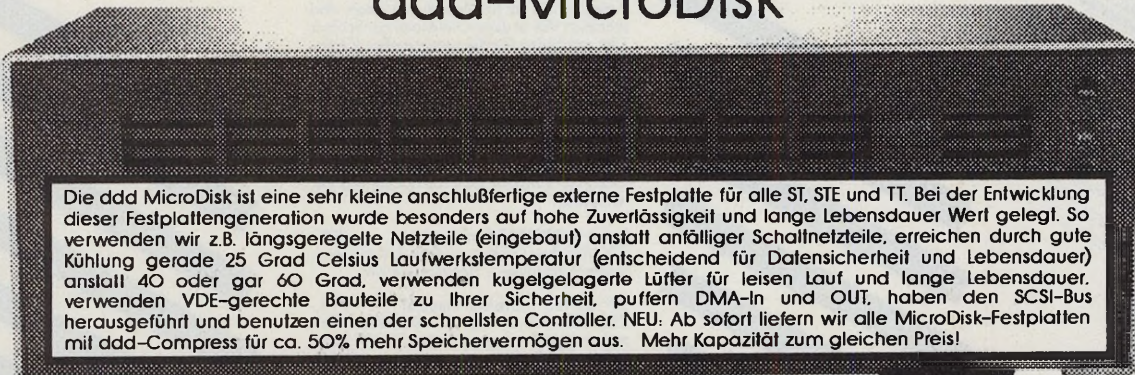 ddd-MicroDisk
Die ddd MicroDisk ist eine sehr kleine anschlußfertige externe Festplatte für alle ST, STE und TT. Bei der Entwicklung
dieser Festplattengeneration wurde besonders auf hohe Zuverlässigkeit und lange Lebensdauer Wert gelegt. So
verwenden wir z.B. längsgeregelte Netzteile (eingebaut) anstatt anfälliger Schaltnetzteile, erreichen durch gute
Kühlung gerade 25 Grad Celsius Laufwerkstemperatur (entscheidend für Datensicherheit und Lebensdauer)
anstatt 40 oder gar 60 Grad, verwenden kugelgelagerte Lüfter für leisen Lauf und lange Lebensdauer,
verwenden VDE-gerechte Bauteile zu Ihrer Sicherheit, puffern DMA-In und OUT, haben den SCSI-Bus
herausgeführt und benutzen einen der schnellsten Controller. NEU: Ab sofort liefern wir alle MicroDisk-Festplatten
mit ddd-Compress für ca. 50% mehr Speichervermögen aus. Mehr Kapazität zum gleichen Preis!